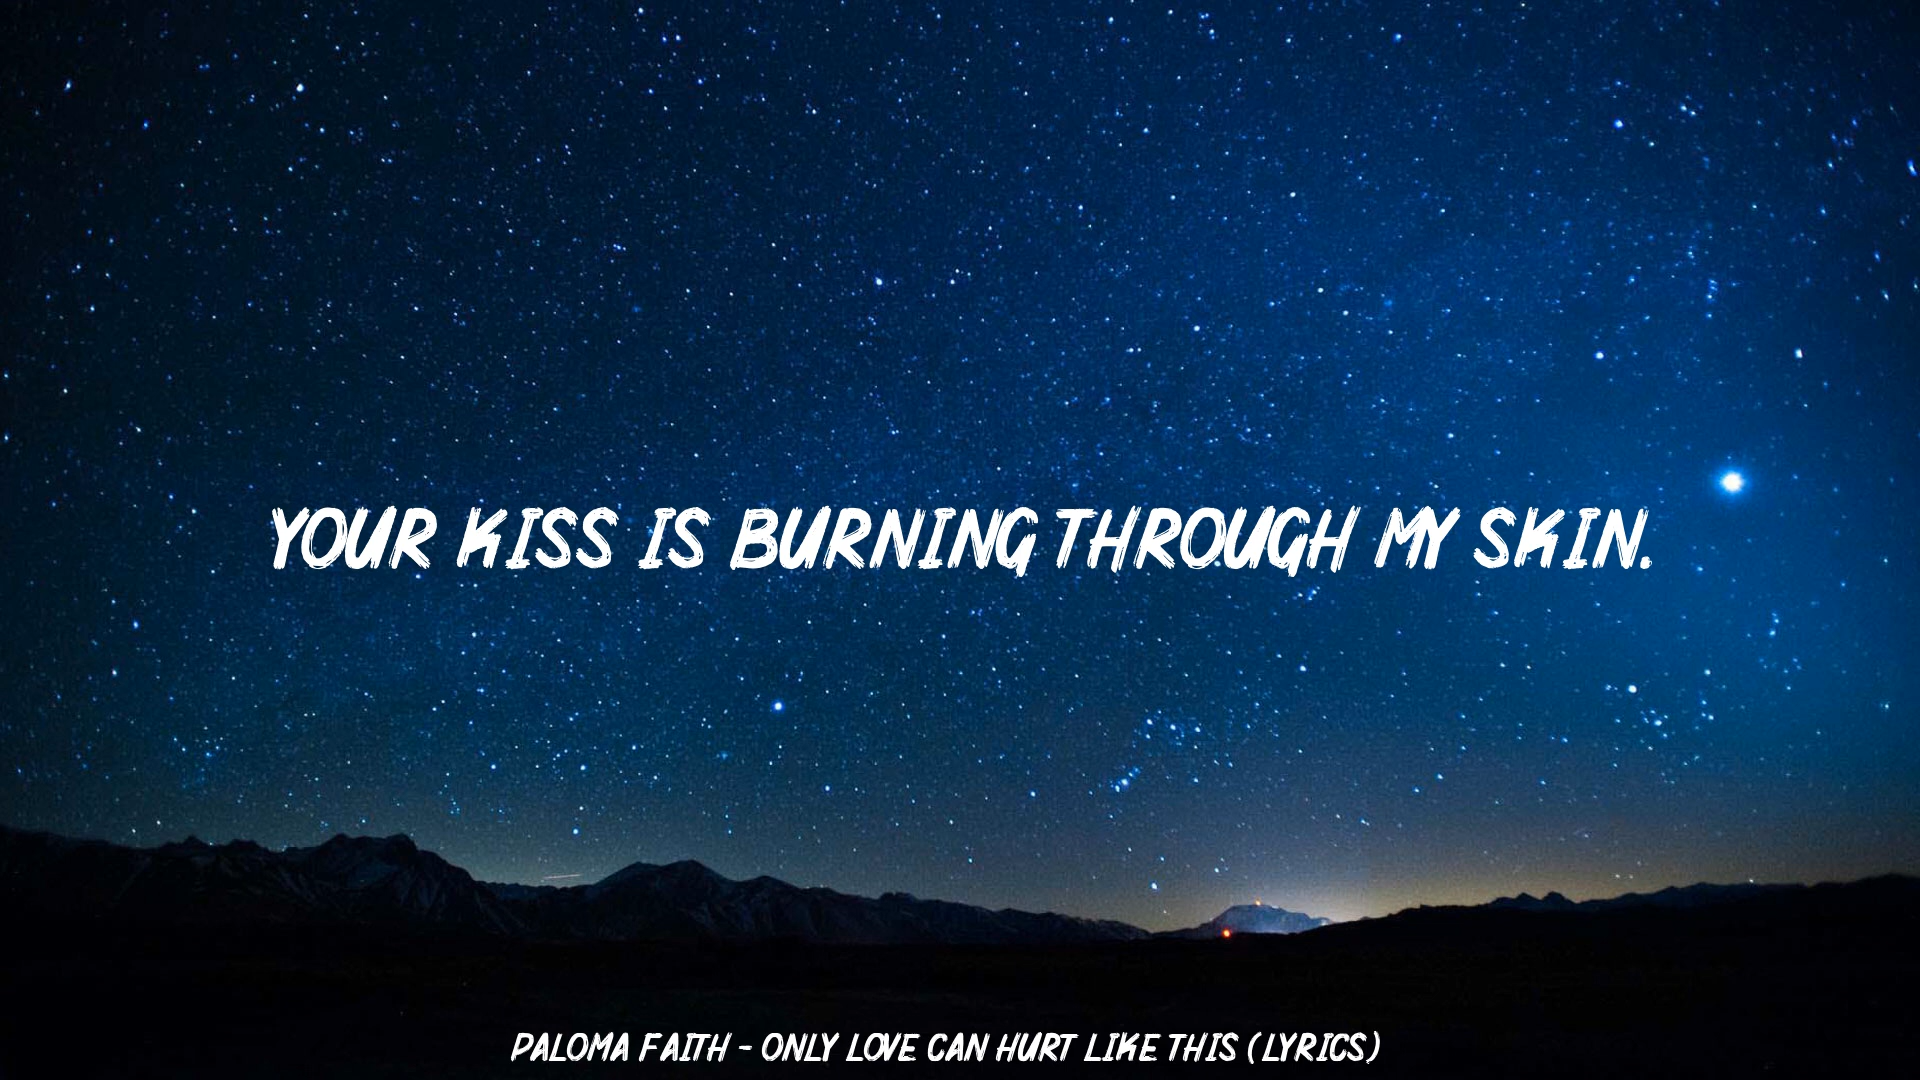 YOUR KISS IS BURNING THROUGH MY SKIN.
PALOMA FAITH - ONLY LOVE CAN HURT LIKE THIS (LYRICS)